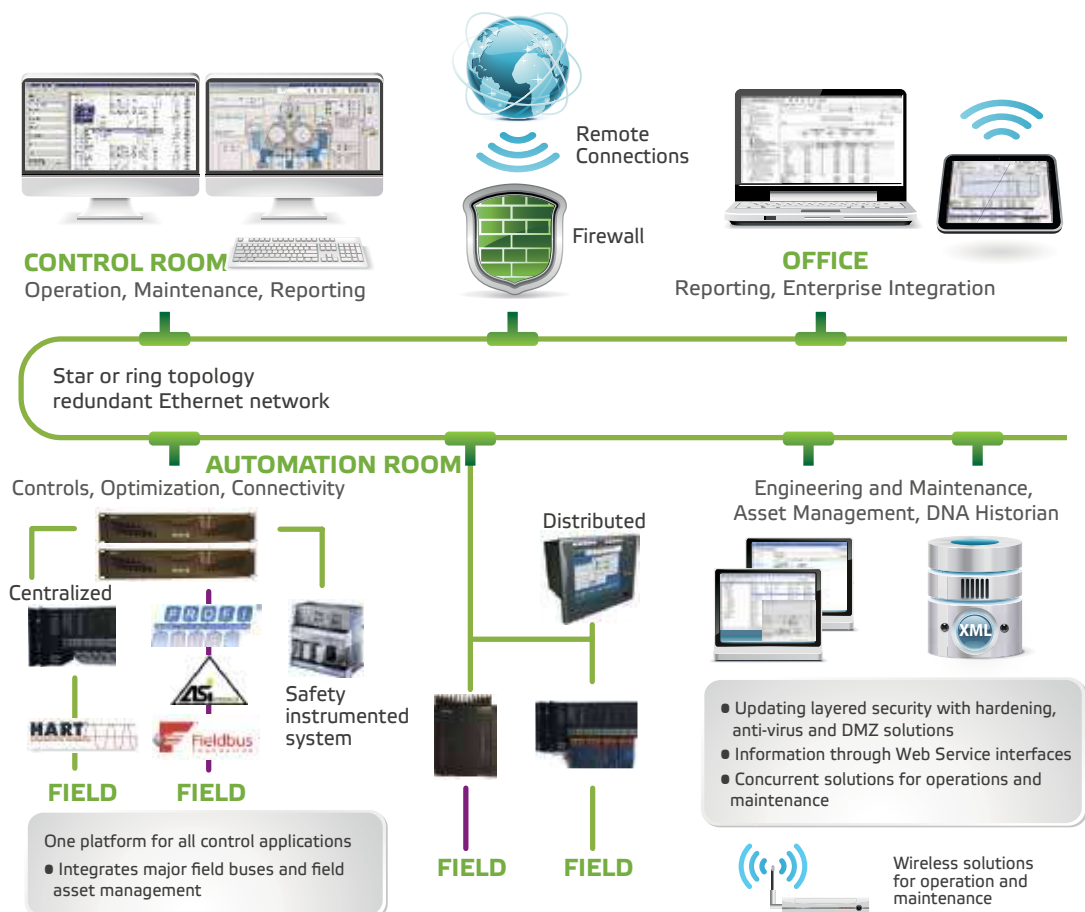 Remote
Connections
Firewall
CONTROL ROOM
Operation, Maintenance, Reporting
OFFICE
Reporting, Enterprise Integration
Star or ring topology
redundant Ethernet network
AUTOMATION ROOM
Controls, Optimization, Connectivity
Centralized
PROFI®
ASi
HART
Fieldbus
Safety
instrumented
system
FIELD
FIELD
One platform for all control applications
• Integrates major field buses and field
asset management
Distributed
FIELD
FIELD
Engineering and Maintenance,
Asset Management, DNA Historian
XML
• Updating layered security with hardening,
anti-virus and DMZ solutions
• Information through Web Service interfaces
• Concurrent solutions for operations and
maintenance
Wireless solutions
for operation and
maintenance